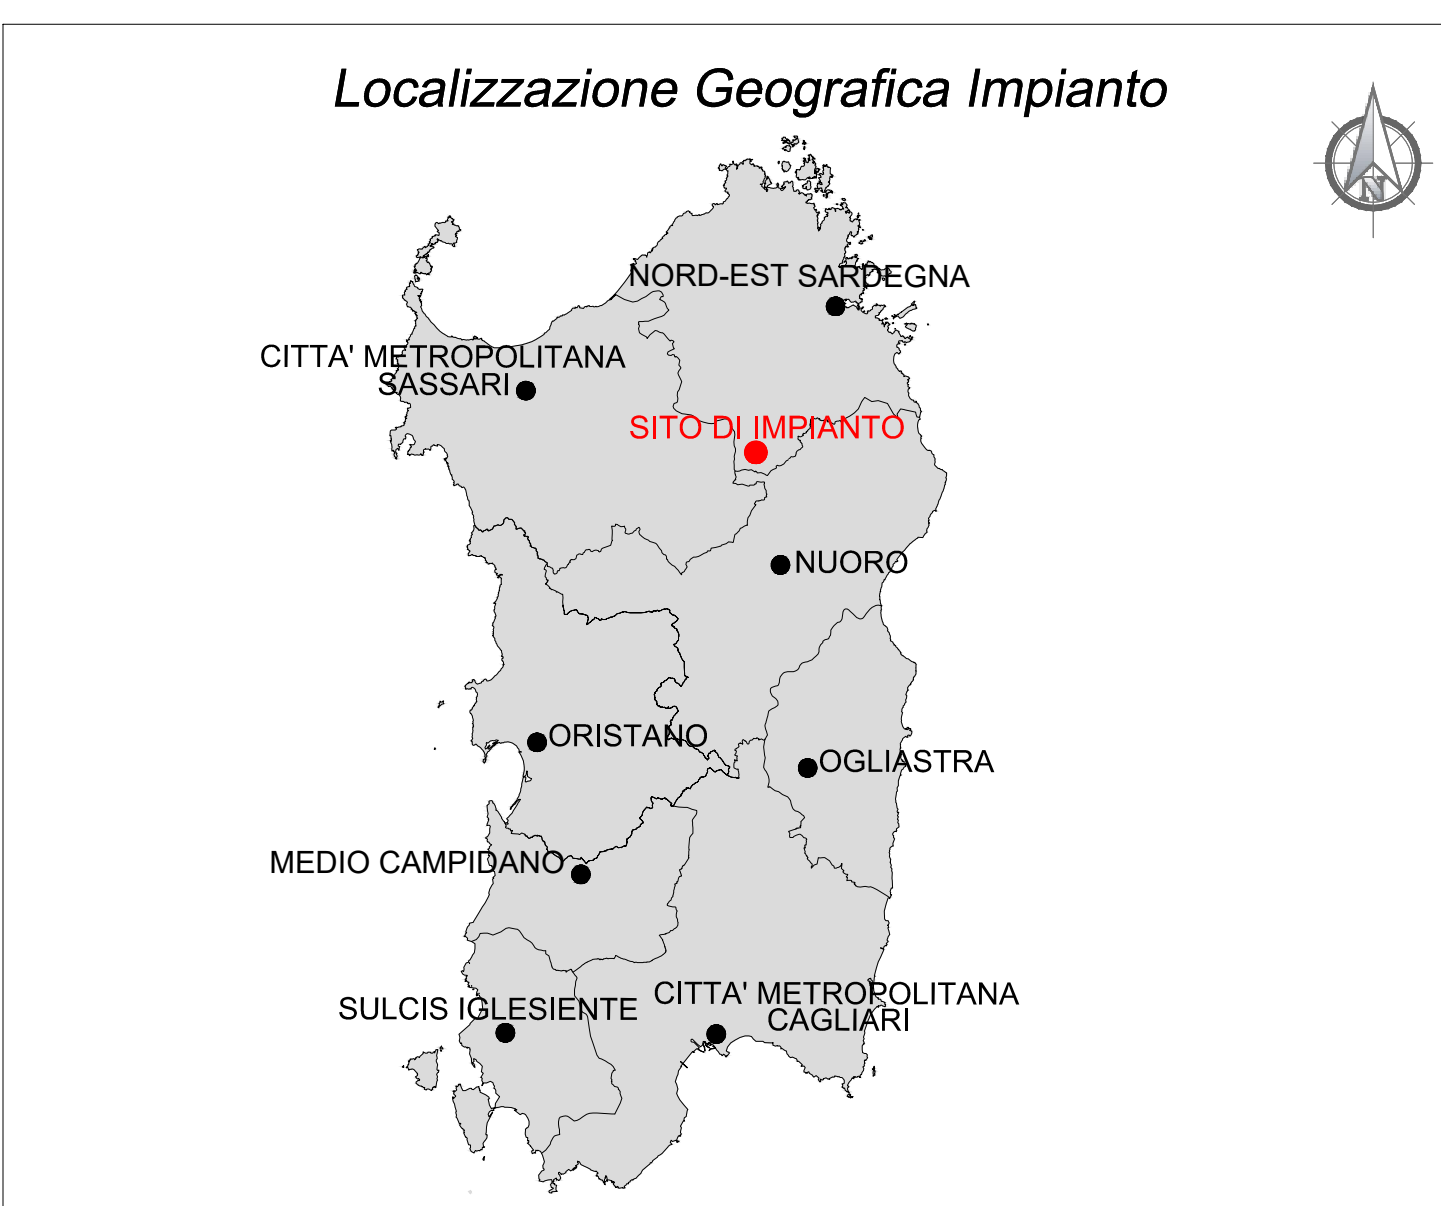 Localizzazione Geografica Impianto
N
NORD-EST SARDEGNA
CITTA' METROPOLITANA
SASSARI
SITO DI IMPIANTO
NUORO
ORISTANO
OGLIASTRA
MEDIO CAMPIDANO
CITTA' METROPOLITANA
CAGLIARI
SULCIS IGLESIENTE